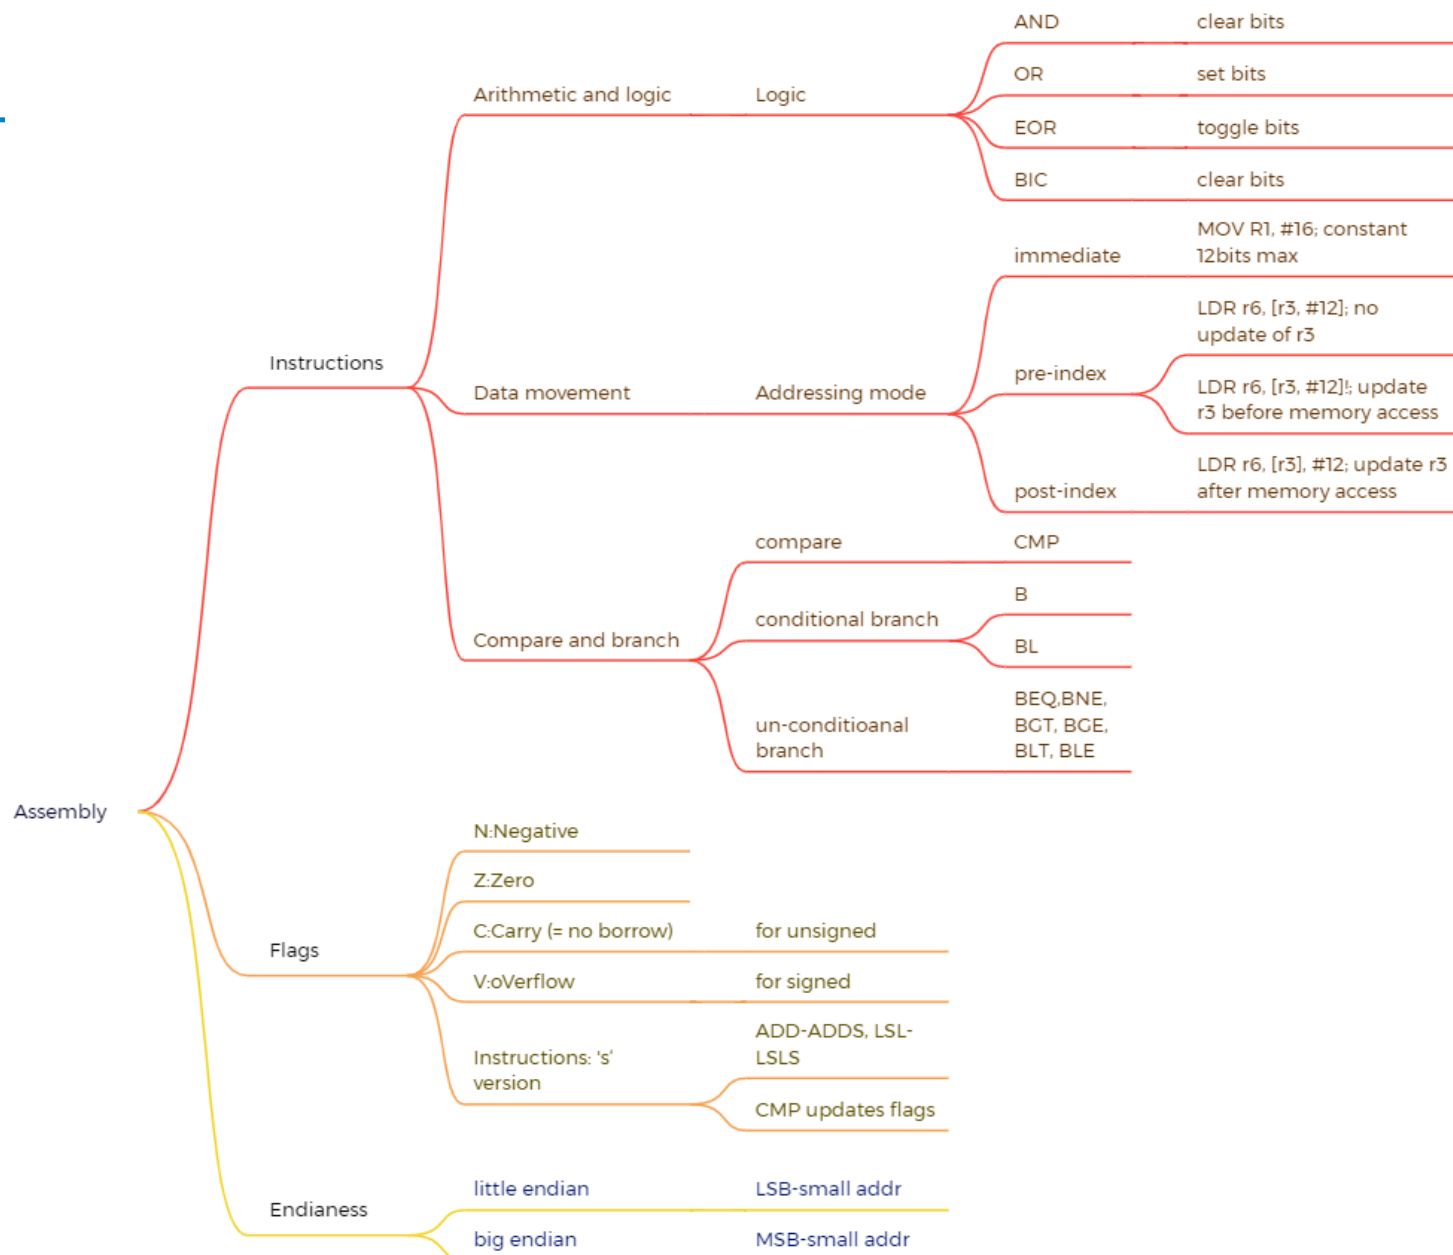 AND
clear bits
OR
set bits
Arithmetic and logic
Logic
EOR
toggle bits
BIC
clear bits
immediate
MOV R1, #16; constant
12bits max
Instructions
Data movement
Addressing mode
pre-index
LDR r6, [r3, #12]; no
update of r3
LDR r6, [r3, #12]!; update
r3 before memory access
post-index
LDR r6, [r3], #12; update r3
after memory access
Compare and branch
compare
CMP
conditional branch
B
BL
un-conditioanal
branch
BEQ,BNE,
BGT, BGE,
BLT, BLE
Assembly
Flags
N:Negative
Z:Zero
C:Carry (= no borrow)
for unsigned
V:oVerflow
for signed
Instructions: 's'
version
ADD-ADDS, LSL-
LSLS
CMP updates flags
Endianess
little endian
LSB-small addr
big endian
MSB-small addr